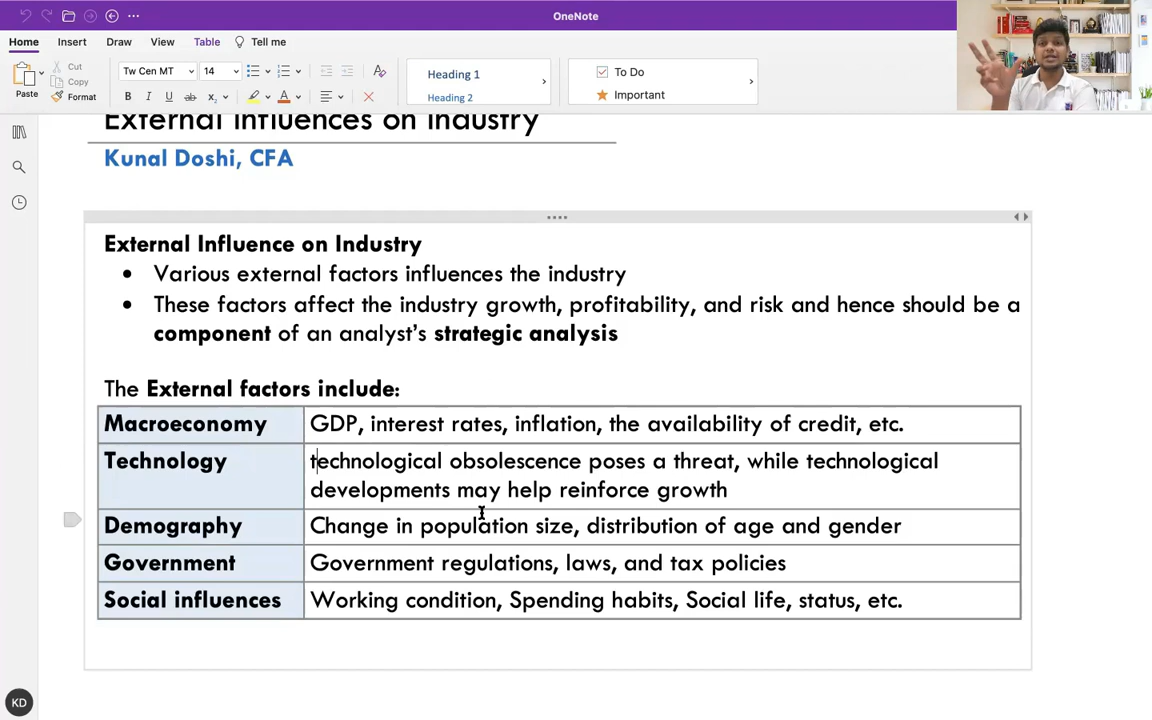 OneNote
Home Insert Draw View Table Tell me
Paste
Cut
Copy
Format
Tw Cen MT 14
B I U ab x₂ A
Heading 1
Heading 2
To Do
Important
External Influences on Industry
Kunal Doshi, CFA
External Influence on Industry
• Various external factors influences the industry
• These factors affect the industry growth, profitability, and risk and hence should be a
component of an analyst's strategic analysis
The External factors include:
Macroeconomy GDP, interest rates, inflation, the availability of credit, etc.
Technology technological obsolescence poses a threat, while technological
developments may help reinforce growth
Demography Change in population size, distribution of age and gender
Government Government regulations, laws, and tax policies
Social influences Working condition, Spending habits, Social life, status, etc.
KD